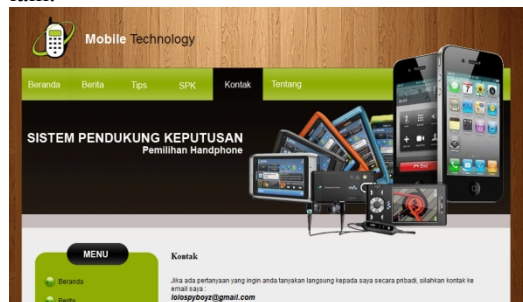 Mobile Technology
Beranda Berita Tips SPK Kontak Tentang
SISTEM PENDUKUNG KEPUTUSAN
Pemilihan Handphone
MENU
Beranda
Berita
Kontak
Jika ada pertanyaan yang ingin anda tanyakan langsung kepada saya secara pribadi, silahkan kontak ke
email saya :
lolospyboyz@gmail.com